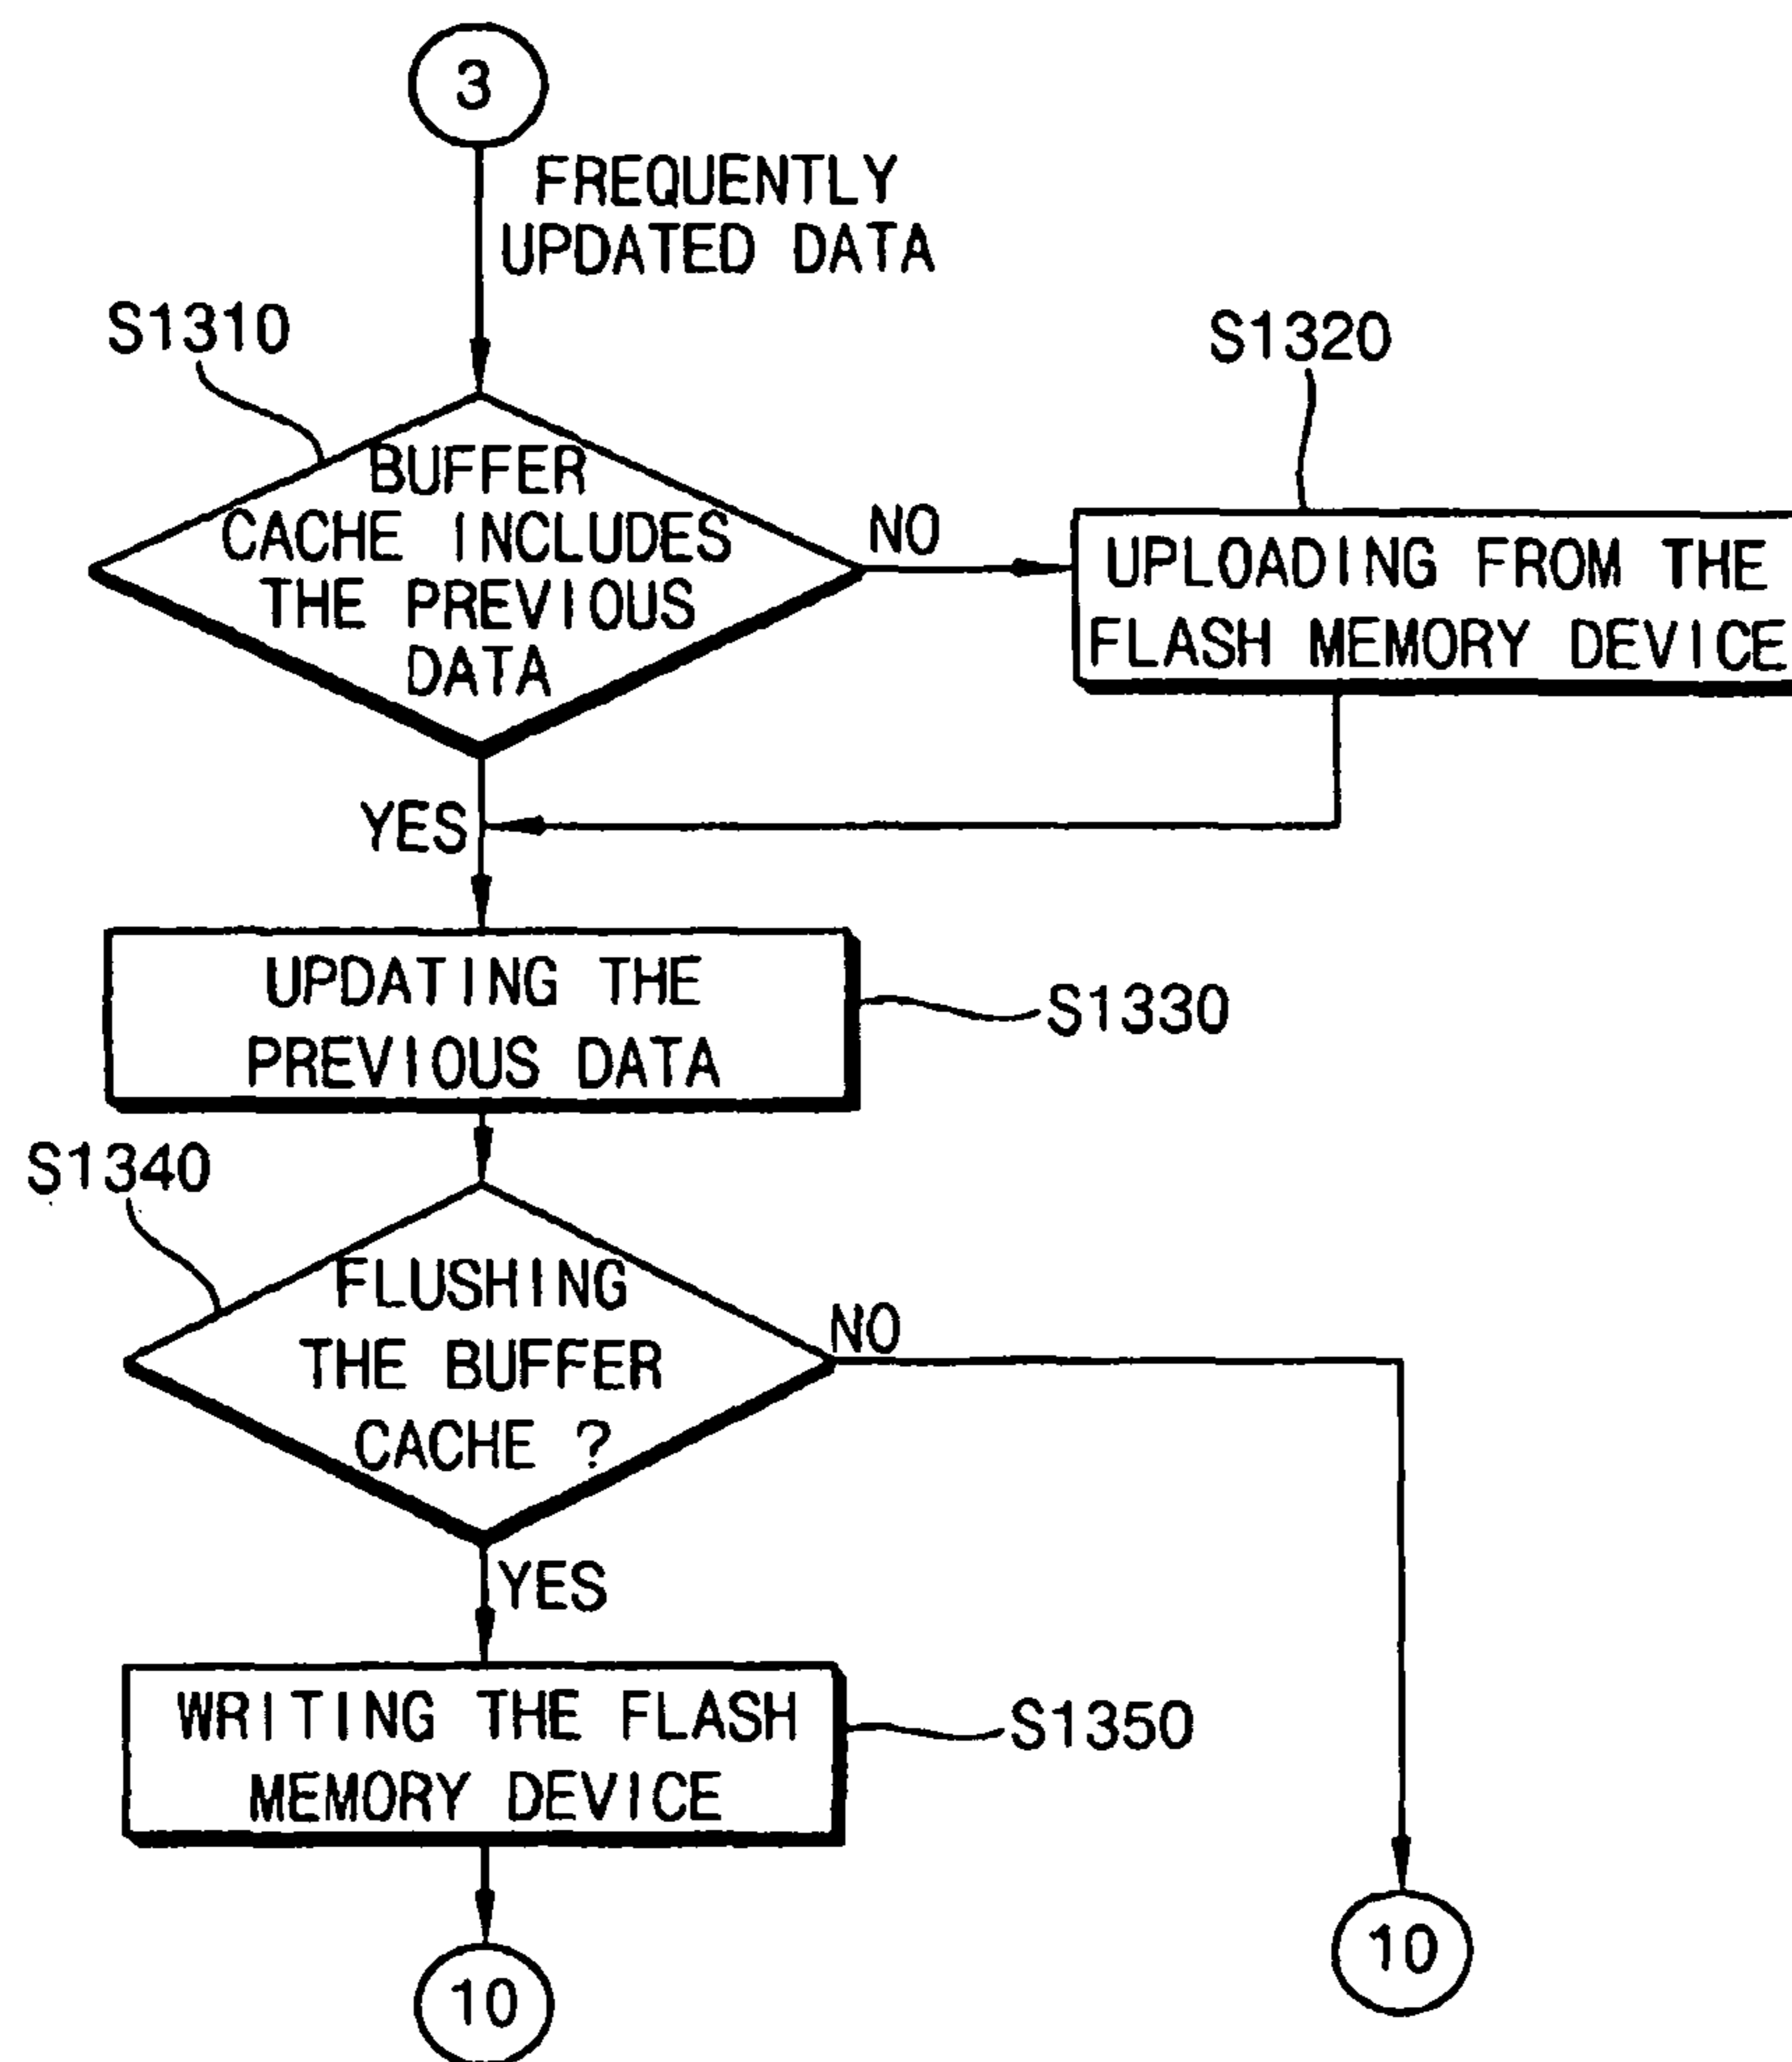 3
FREQUENTLY
UPDATED DATA
S1310
S1320
BUFFER
CACHE INCLUDES
THE PREVIOUS
DATA
NO
UPLOADING FROM THE
FLASH MEMORY DEVICE
YES
UPDATING THE
PREVIOUS DATA
S1330
S1340
FLUSHING
THE BUFFER
CACHE ?
NO
YES
WRITING THE FLASH
MEMORY DEVICE
S1350
10
10